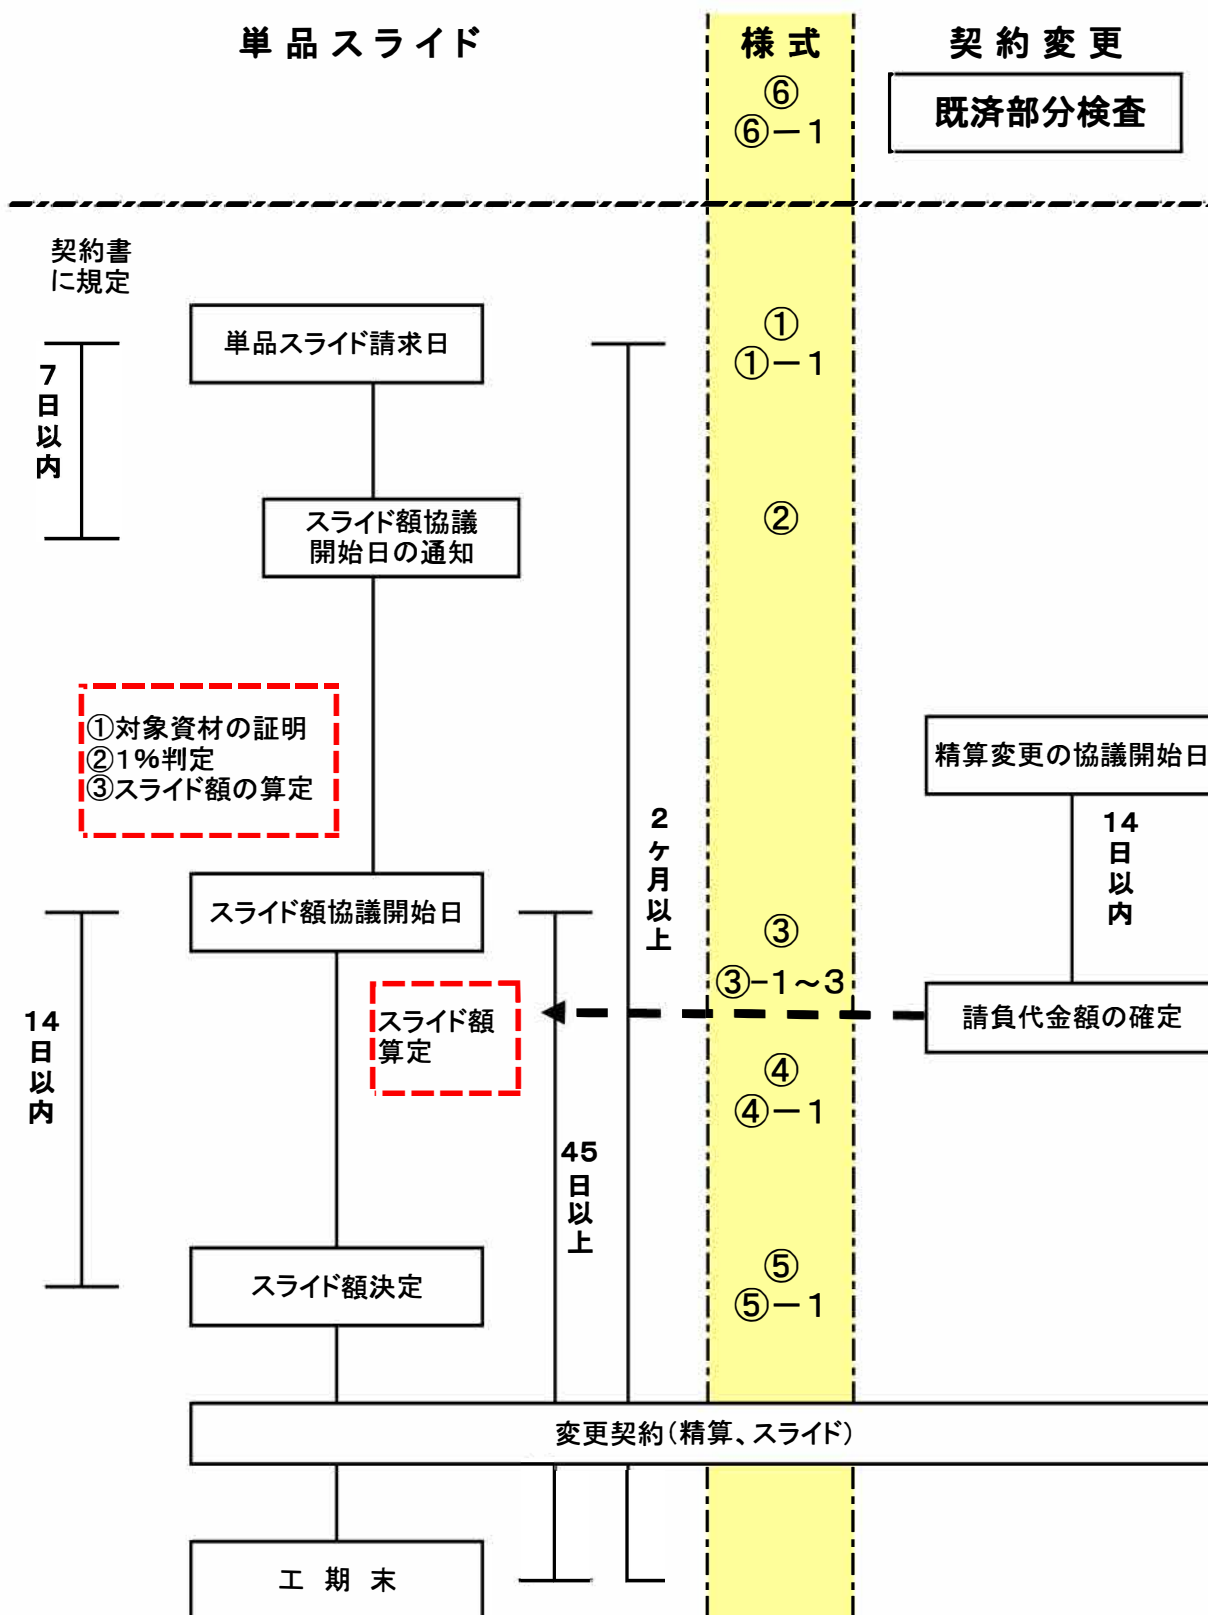 単品スライド
様式
契約変更
⑥
⑥－1
既済部分検査
契約書
に規定
単品スライド請求日
①
①－1
7日以内
スライド額協議
開始日の通知
②
①対象資材の証明
②1%判定
③スライド額の算定
精算変更の協議開始日
14日以内
2ヶ月以上
スライド額協議開始日
③
③-1～3
スライド額
算定
請負代金額の確定
14日以内
④
④－1
45日以上
スライド額決定
⑤
⑤－1
変更契約(精算、スライド)
工期末